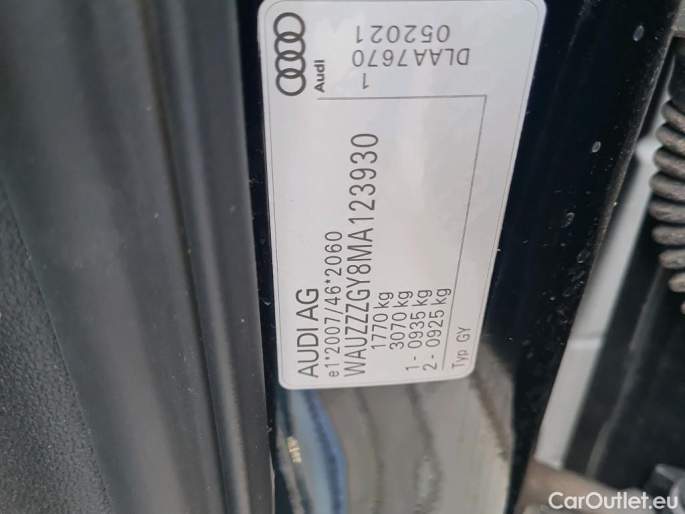 AUDI AG
e1*2007/46*2060
WAUZZZGY8MA123930
1770 kg
3070 kg
1 - 0935 kg
2 - 0925 kg
Typ GY
Audi
1
DLAA7670
052021
CarOutlet.eu